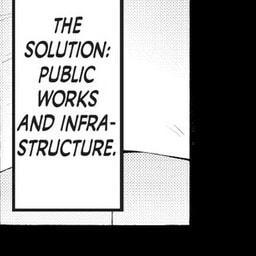 THE
SOLUTION:
PUBLIC
WORKS
AND INFRA-
STRUCTURE.